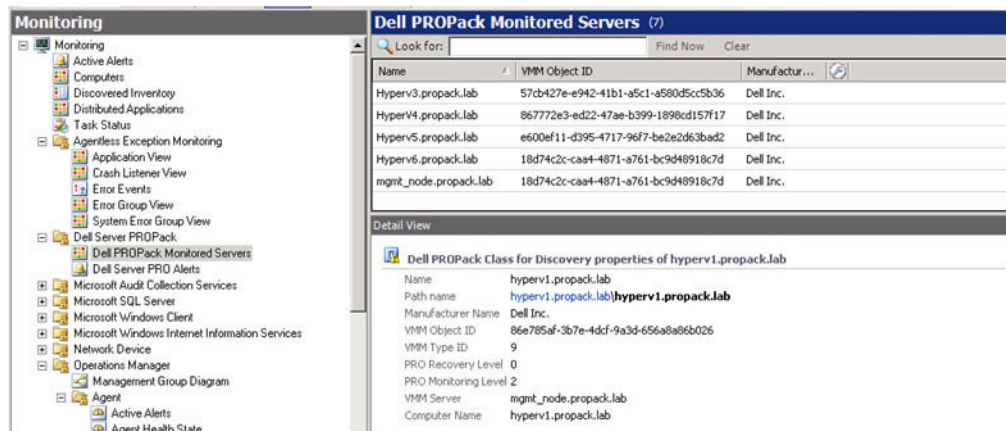 Monitoring
Monitoring
Active Alerts
Computers
Discovered Inventory
Distributed Applications
Task Status
Agentless Exception Monitoring
Application View
Crash Listener View
Error Events
Error Group View
System Error Group View
Dell Server PROPack
Dell PROPack Monitored Servers
Dell Server PRO Alerts
Microsoft Audit Collection Services
Microsoft SQL Server
Microsoft Windows Client
Microsoft Windows Internet Information Services
Network Device
Operations Manager
Management Group Diagram
Agent
Active Alerts
Agent Health State
Dell PROPack Monitored Servers (7)
Look for: Find Now Clear
Name VMM Object ID Manufactur...
Hyperv3.propack.lab 57cb427e-e942-41b1-a5c1-a580d5cc5b36 Dell Inc.
HyperV4.propack.lab 867772e3-ed22-47ae-b399-1898cd157f17 Dell Inc.
Hyperv5.propack.lab e600ef11-d395-4717-96f7-be2e2d63bad2 Dell Inc.
Hyperv6.propack.lab 18d74c2c-caa4-4871-a761-bc9d48918c7d Dell Inc.
mgmt_node.propack.lab 18d74c2c-caa4-4871-a761-bc9d48918c7d Dell Inc.
Detail View
Dell PROPack Class for Discovery properties of hyperv1.propack.lab
Name hyperv1.propack.lab
Path name hyperv1.propack.lab\hyperv1.propack.lab
Manufacturer Name Dell Inc.
VMM Object ID 86e785af-3b7e-4dcf-9a3d-656a8a86b026
VMM Type ID 9
PRO Recovery Level 0
PRO Monitoring Level 2
VMM Server mgmt_node.propack.lab
Computer Name hyperv1.propack.lab